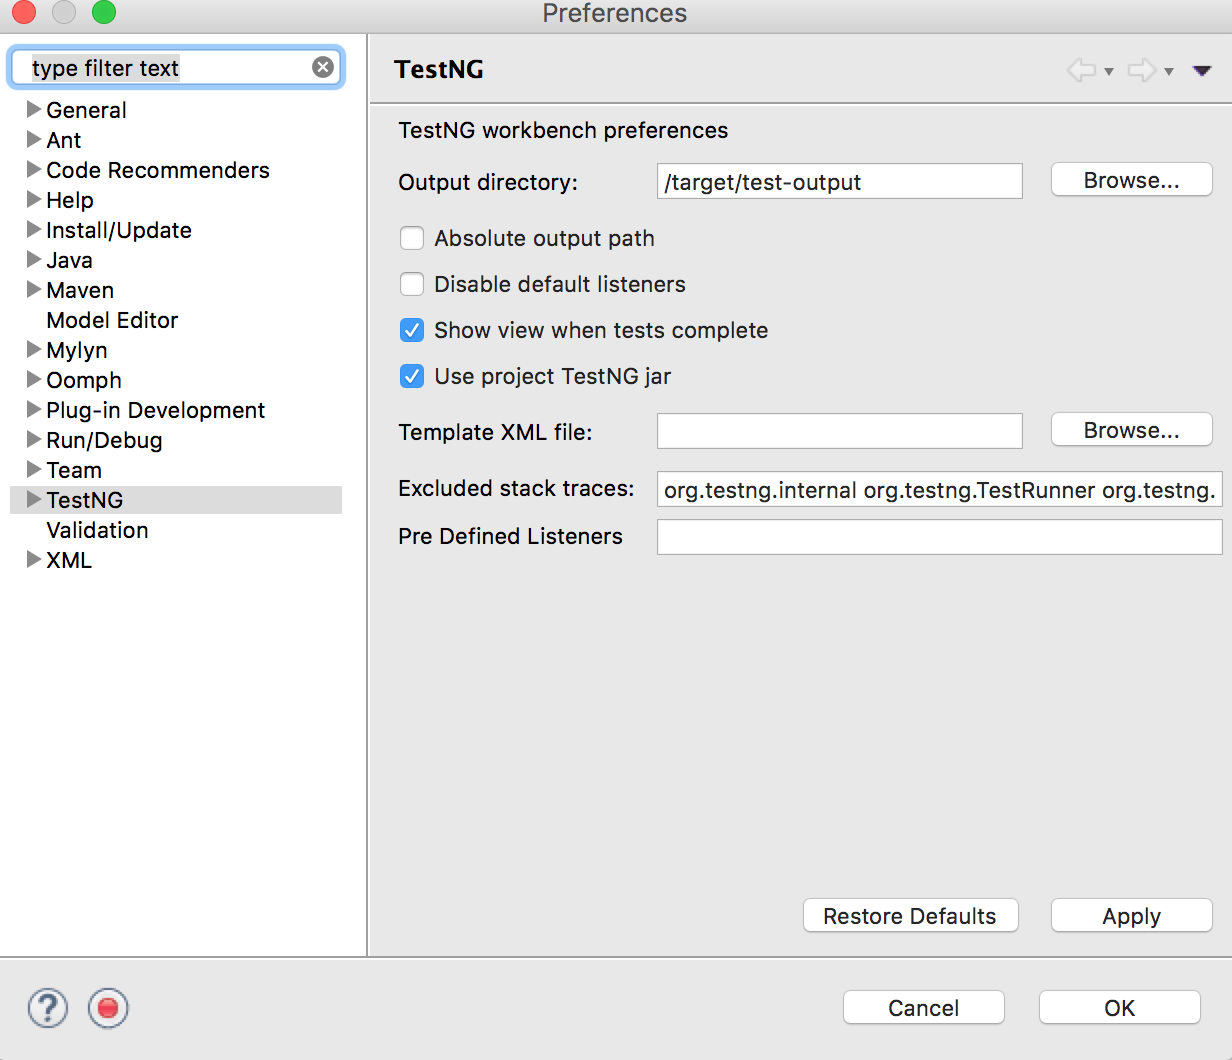 Preferences
type filter text
General
Ant
Code Recommenders
Help
Install/Update
Java
Maven
Model Editor
Mylyn
Oomph
Plug-in Development
Run/Debug
Team
TestNG
Validation
XML
TestNG
TestNG workbench preferences
Output directory: /target/test-output Browse...
Absolute output path
Disable default listeners
Show view when tests complete
Use project TestNG jar
Template XML file: Browse...
Excluded stack traces: org.testng.internal org.testng.TestRunner org.testng.
Pre Defined Listeners
Restore Defaults Apply
? Cancel OK